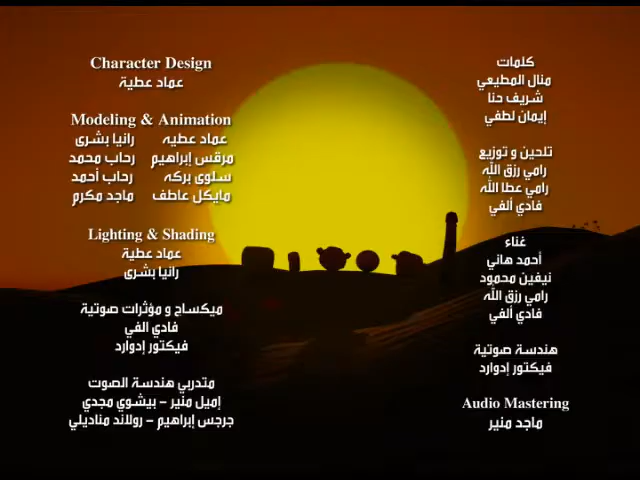 Character Design
عماد عطية
Modeling & Animation
عماد عطيه رانيا بشرى
مرقس إبراهيم رحاب محمد
سلوى بركه رحاب أحمد
مايكل عاطف ماجد مكرم
Lighting & Shading
عماد عطية
رانيا بشرى
ميكساج و مؤثرات صوتية
فادي الفي
فيكتور إدوارد
متدربي هندسة الصوت
إميل منير – بيشوي مجدي
جرجس إبراهيم – رولاند مناديلي
كلمات
منال المطيعي
شريف حنا
إيمان لطفي
تلحين و توزيع
رامي رزق الله
رامي عطا الله
فادي ألفي
غناء
أحمد هاني
نيفين محمود
رامي رزق الله
فادي ألفي
هندسة صوتية
فيكتور إدوارد
Audio Mastering
ماجد منير